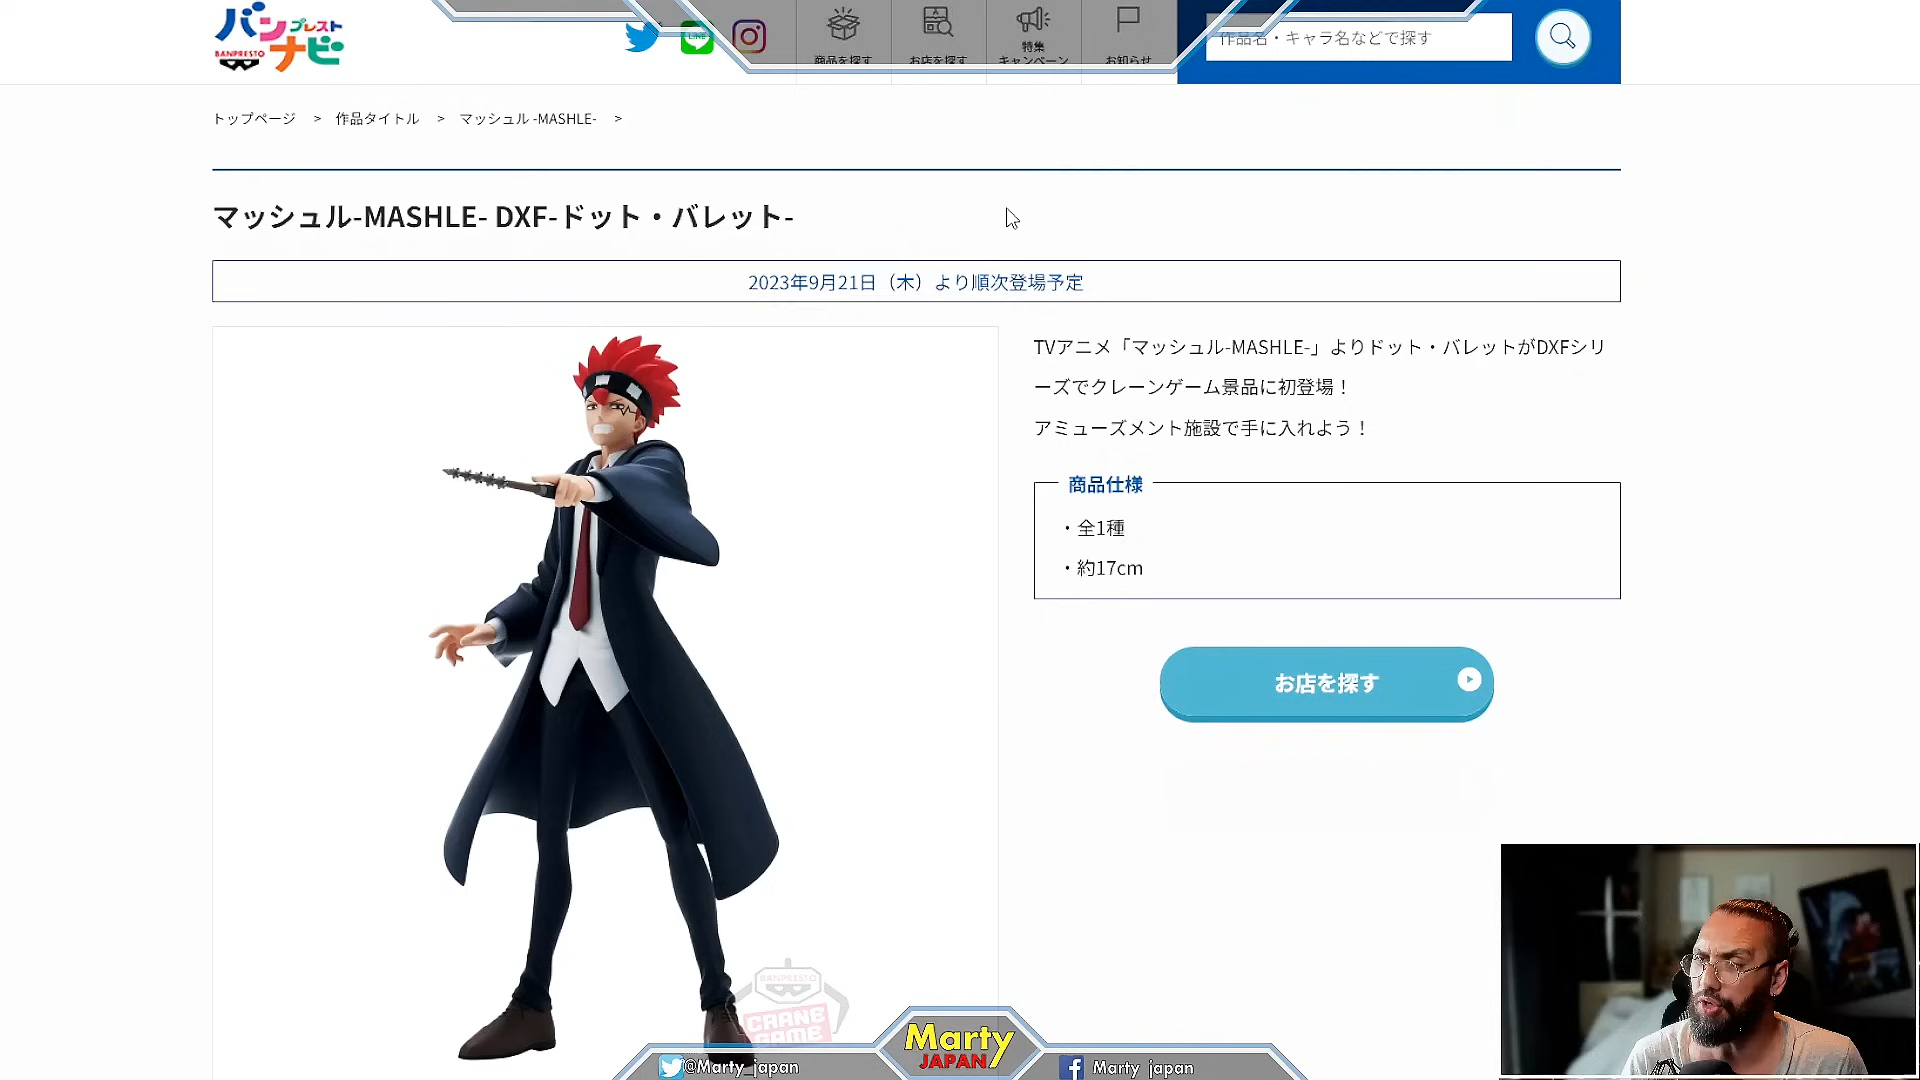 バンプレストナビ
BANPRESTO
LINE
商品を探す
お店を探す
特集
キャンペーン
お知らせ
作品名・キャラ名などで探す
トップページ > 作品タイトル > マッシュル -MASHLE- >
マッシュル-MASHLE- DXF-ドット・バレット-
2023年9月21日（木）より順次登場予定
TVアニメ「マッシュル-MASHLE-」よりドット・バレットがDXFシリ
ーズでクレーンゲーム景品に初登場！
アミューズメント施設で手に入れよう！
商品仕様
・全1種
・約17cm
お店を探す
BANPRESTO
CRANE
GAME
Marty
JAPAN
@Marty_japan
Marty japan